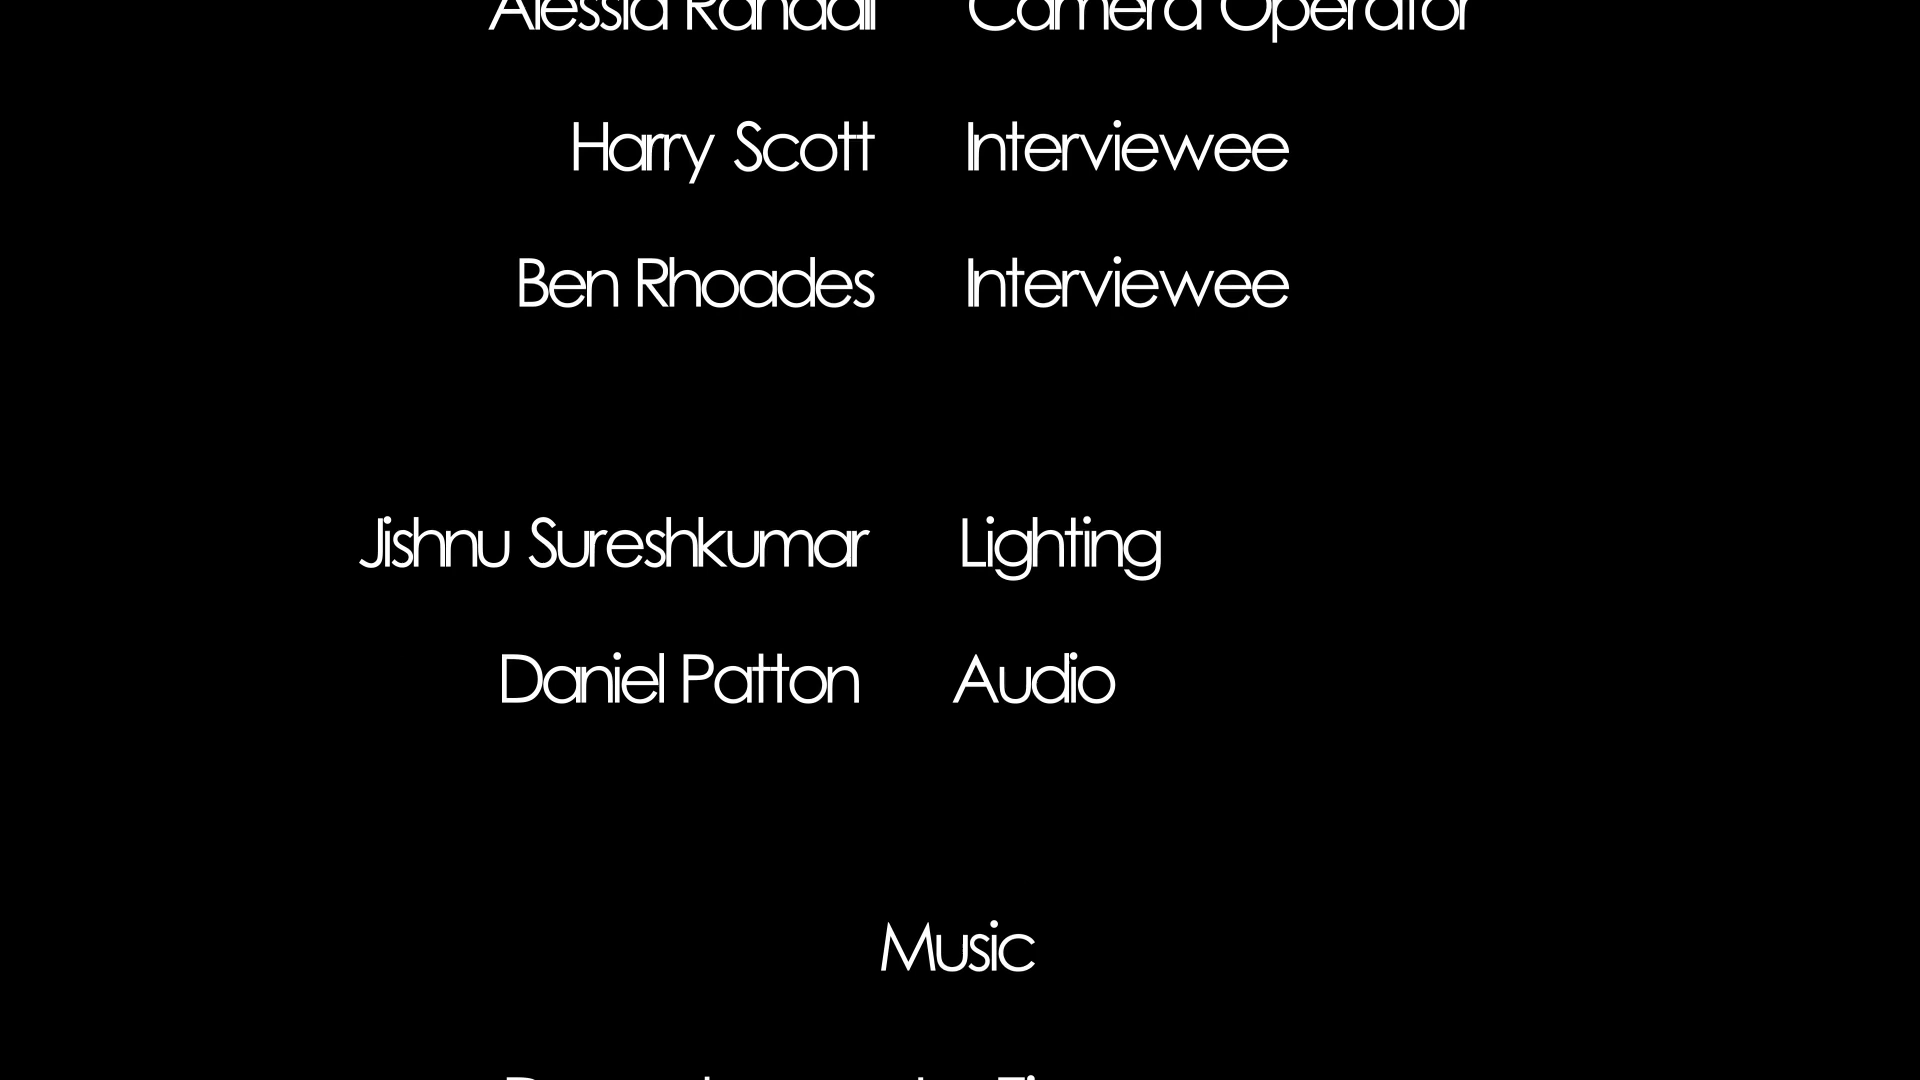 Alessia Randall Camera Operator
Harry Scott Interviewee
Ben Rhoades Interviewee
Jishnu Sureshkumar Lighting
Daniel Patton Audio
Music